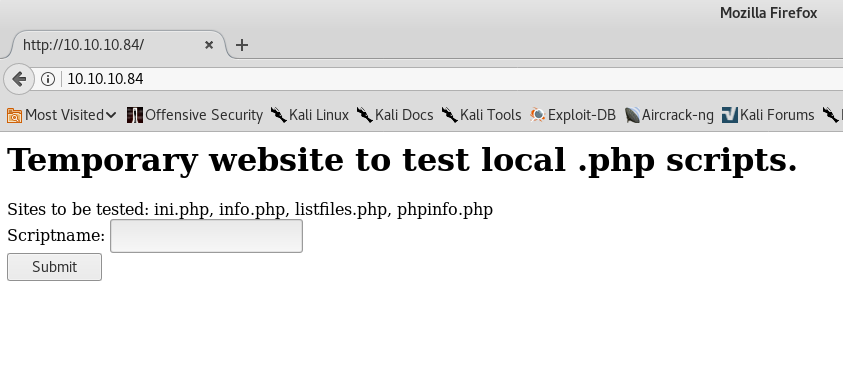 Mozilla Firefox
http://10.10.10.84/
10.10.10.84
Most Visited Offensive Security Kali Linux Kali Docs Kali Tools Exploit-DB Aircrack-ng Kali Forums
Temporary website to test local .php scripts.
Sites to be tested: ini.php, info.php, listfiles.php, phpinfo.php
Scriptname:
Submit